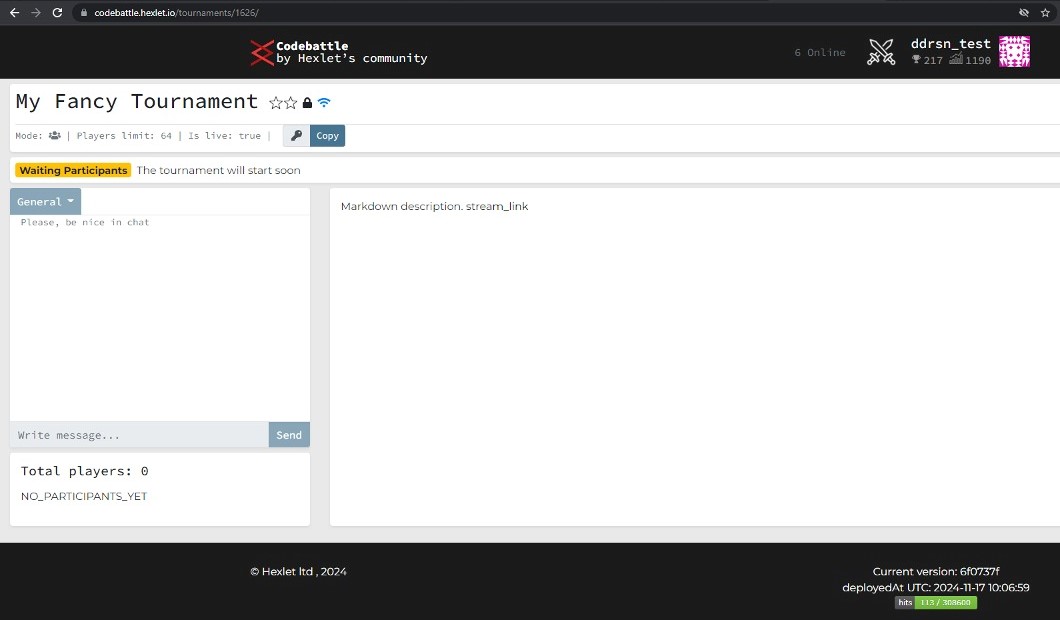 codebattle.hexlet.io/tournaments/1626/
Codebattle
by Hexlet's community
6 Online
ddrsn_test
217 1190
My Fancy Tournament
Mode: | Players limit: 64 | Is live: true |
Copy
Waiting Participants The tournament will start soon
General
Please, be nice in chat
Markdown description. stream_link
Write message...
Send
Total players: 0
NO_PARTICIPANTS_YET
© Hexlet ltd , 2024
Current version: 6f0737f
deployedAt UTC: 2024-11-17 10:06:59
hits 113 / 308600